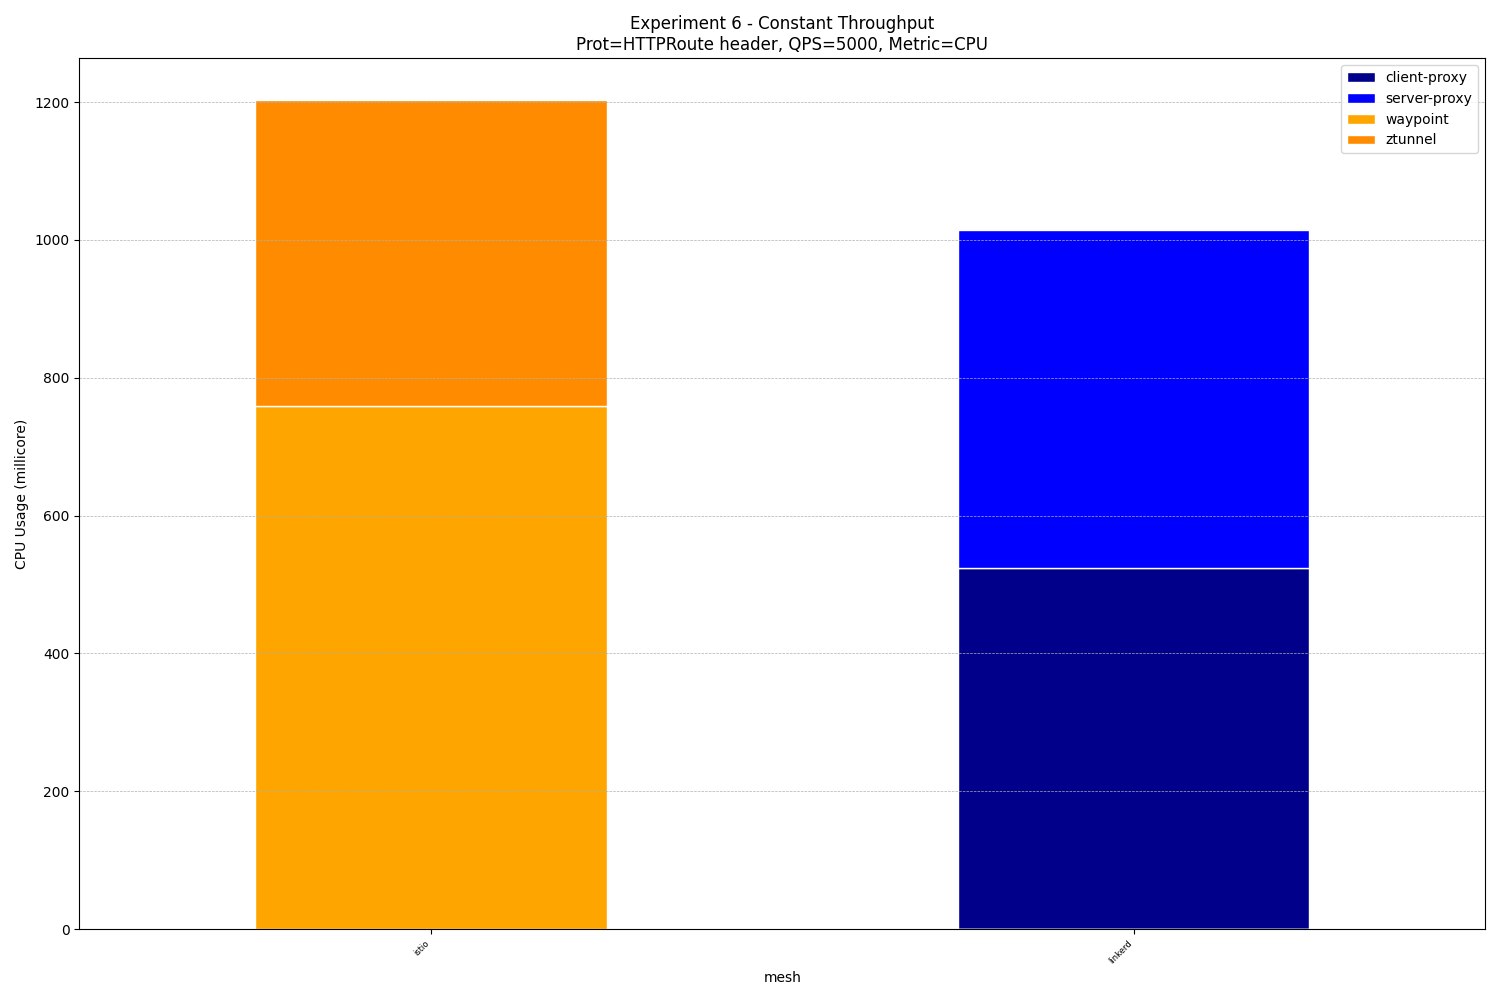 Experiment 6 - Constant Throughput
Prot=HTTPRoute header, QPS=5000, Metric=CPU
client-proxy
server-proxy
waypoint
ztunnel
1200
1000
800
600
400
200
0
CPU Usage (millicore)
istio
linkerd
mesh